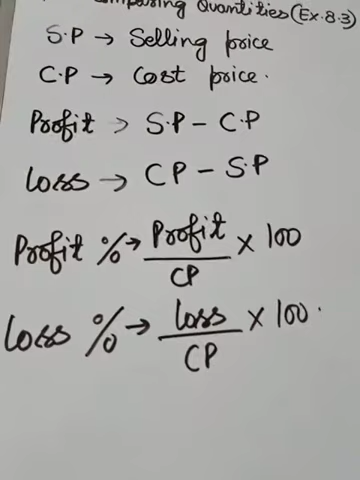 Comparing Quantities (Ex.8.3)
S.P → Selling price
C.P → Cost price.
Profit > S.P - C.P
Loss → CP - S.P
Profit % → Profit/CP × 100
Loss % → Loss/CP × 100.